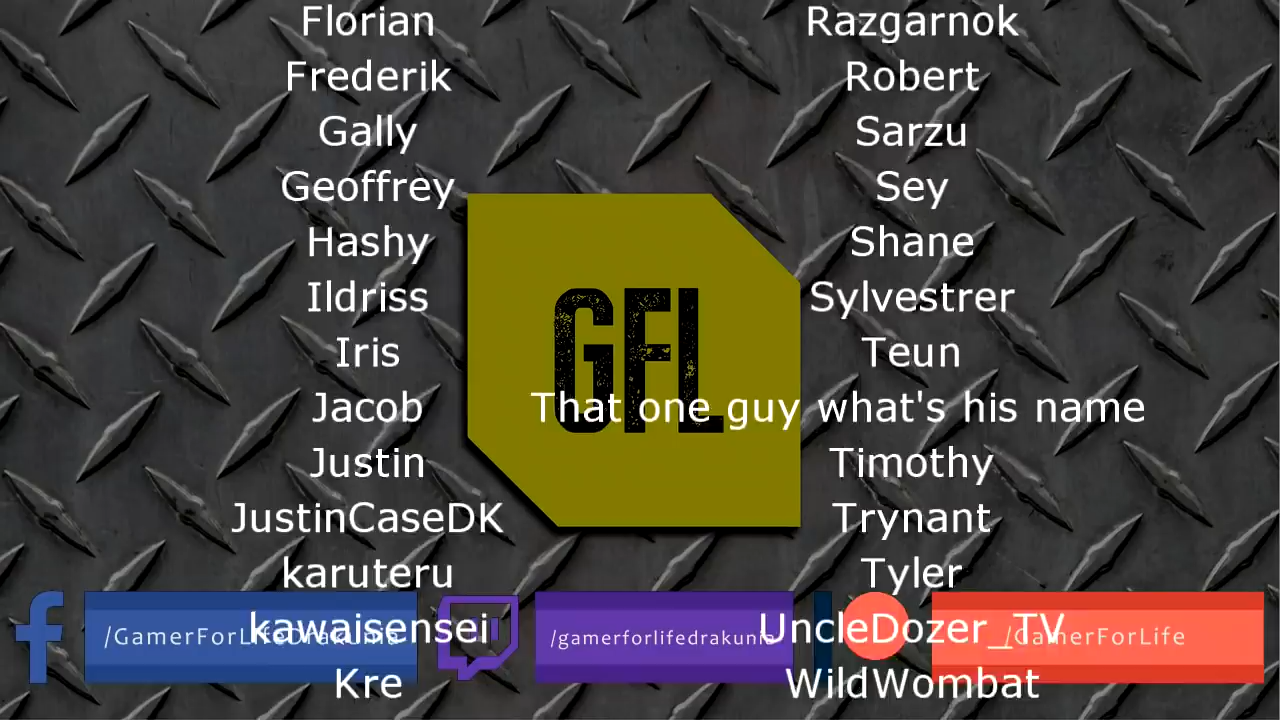 Florian
Frederik
Gally
Geoffrey
Hashy
Ildriss
Iris
Jacob
Justin
JustinCaseDK
karuteru
kawaisensei
Kre
Razgarnok
Robert
Sarzu
Sey
Shane
Sylvestrer
Teun
That one guy what's his name
Timothy
Trynant
Tyler
UncleDozer_TV
WildWombat
GFL
/GamerForLifeDrakunia
/gamerforlifedrakunia
/GamerForLife